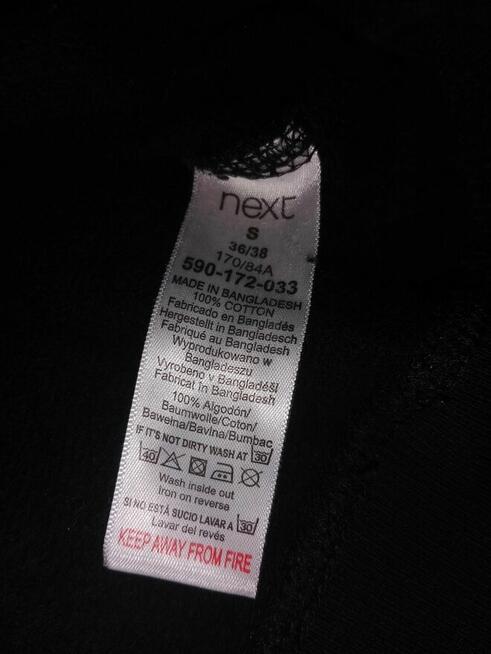 next
S
36/38
170/84A
590-172-033
MADE IN BANGLADESH
100% COTTON
Fabricado en Bangladés
Hergestellt in Bangladesch
Fabriqué au Bangladesh
Wyprodukowano w
Bangladeszu
Vyrobeno v Bangladéši
Fabricat în Bangladesh
100% Algodón/
Baumwolle/Coton/
Bawełna/Bavlna/Bumbac
IF IT'S NOT DIRTY WASH AT 30
40
Wash inside out
Iron on reverse
SI NO ESTÁ SUCIO LAVAR A 30
Lavar del revés
KEEP AWAY FROM FIRE